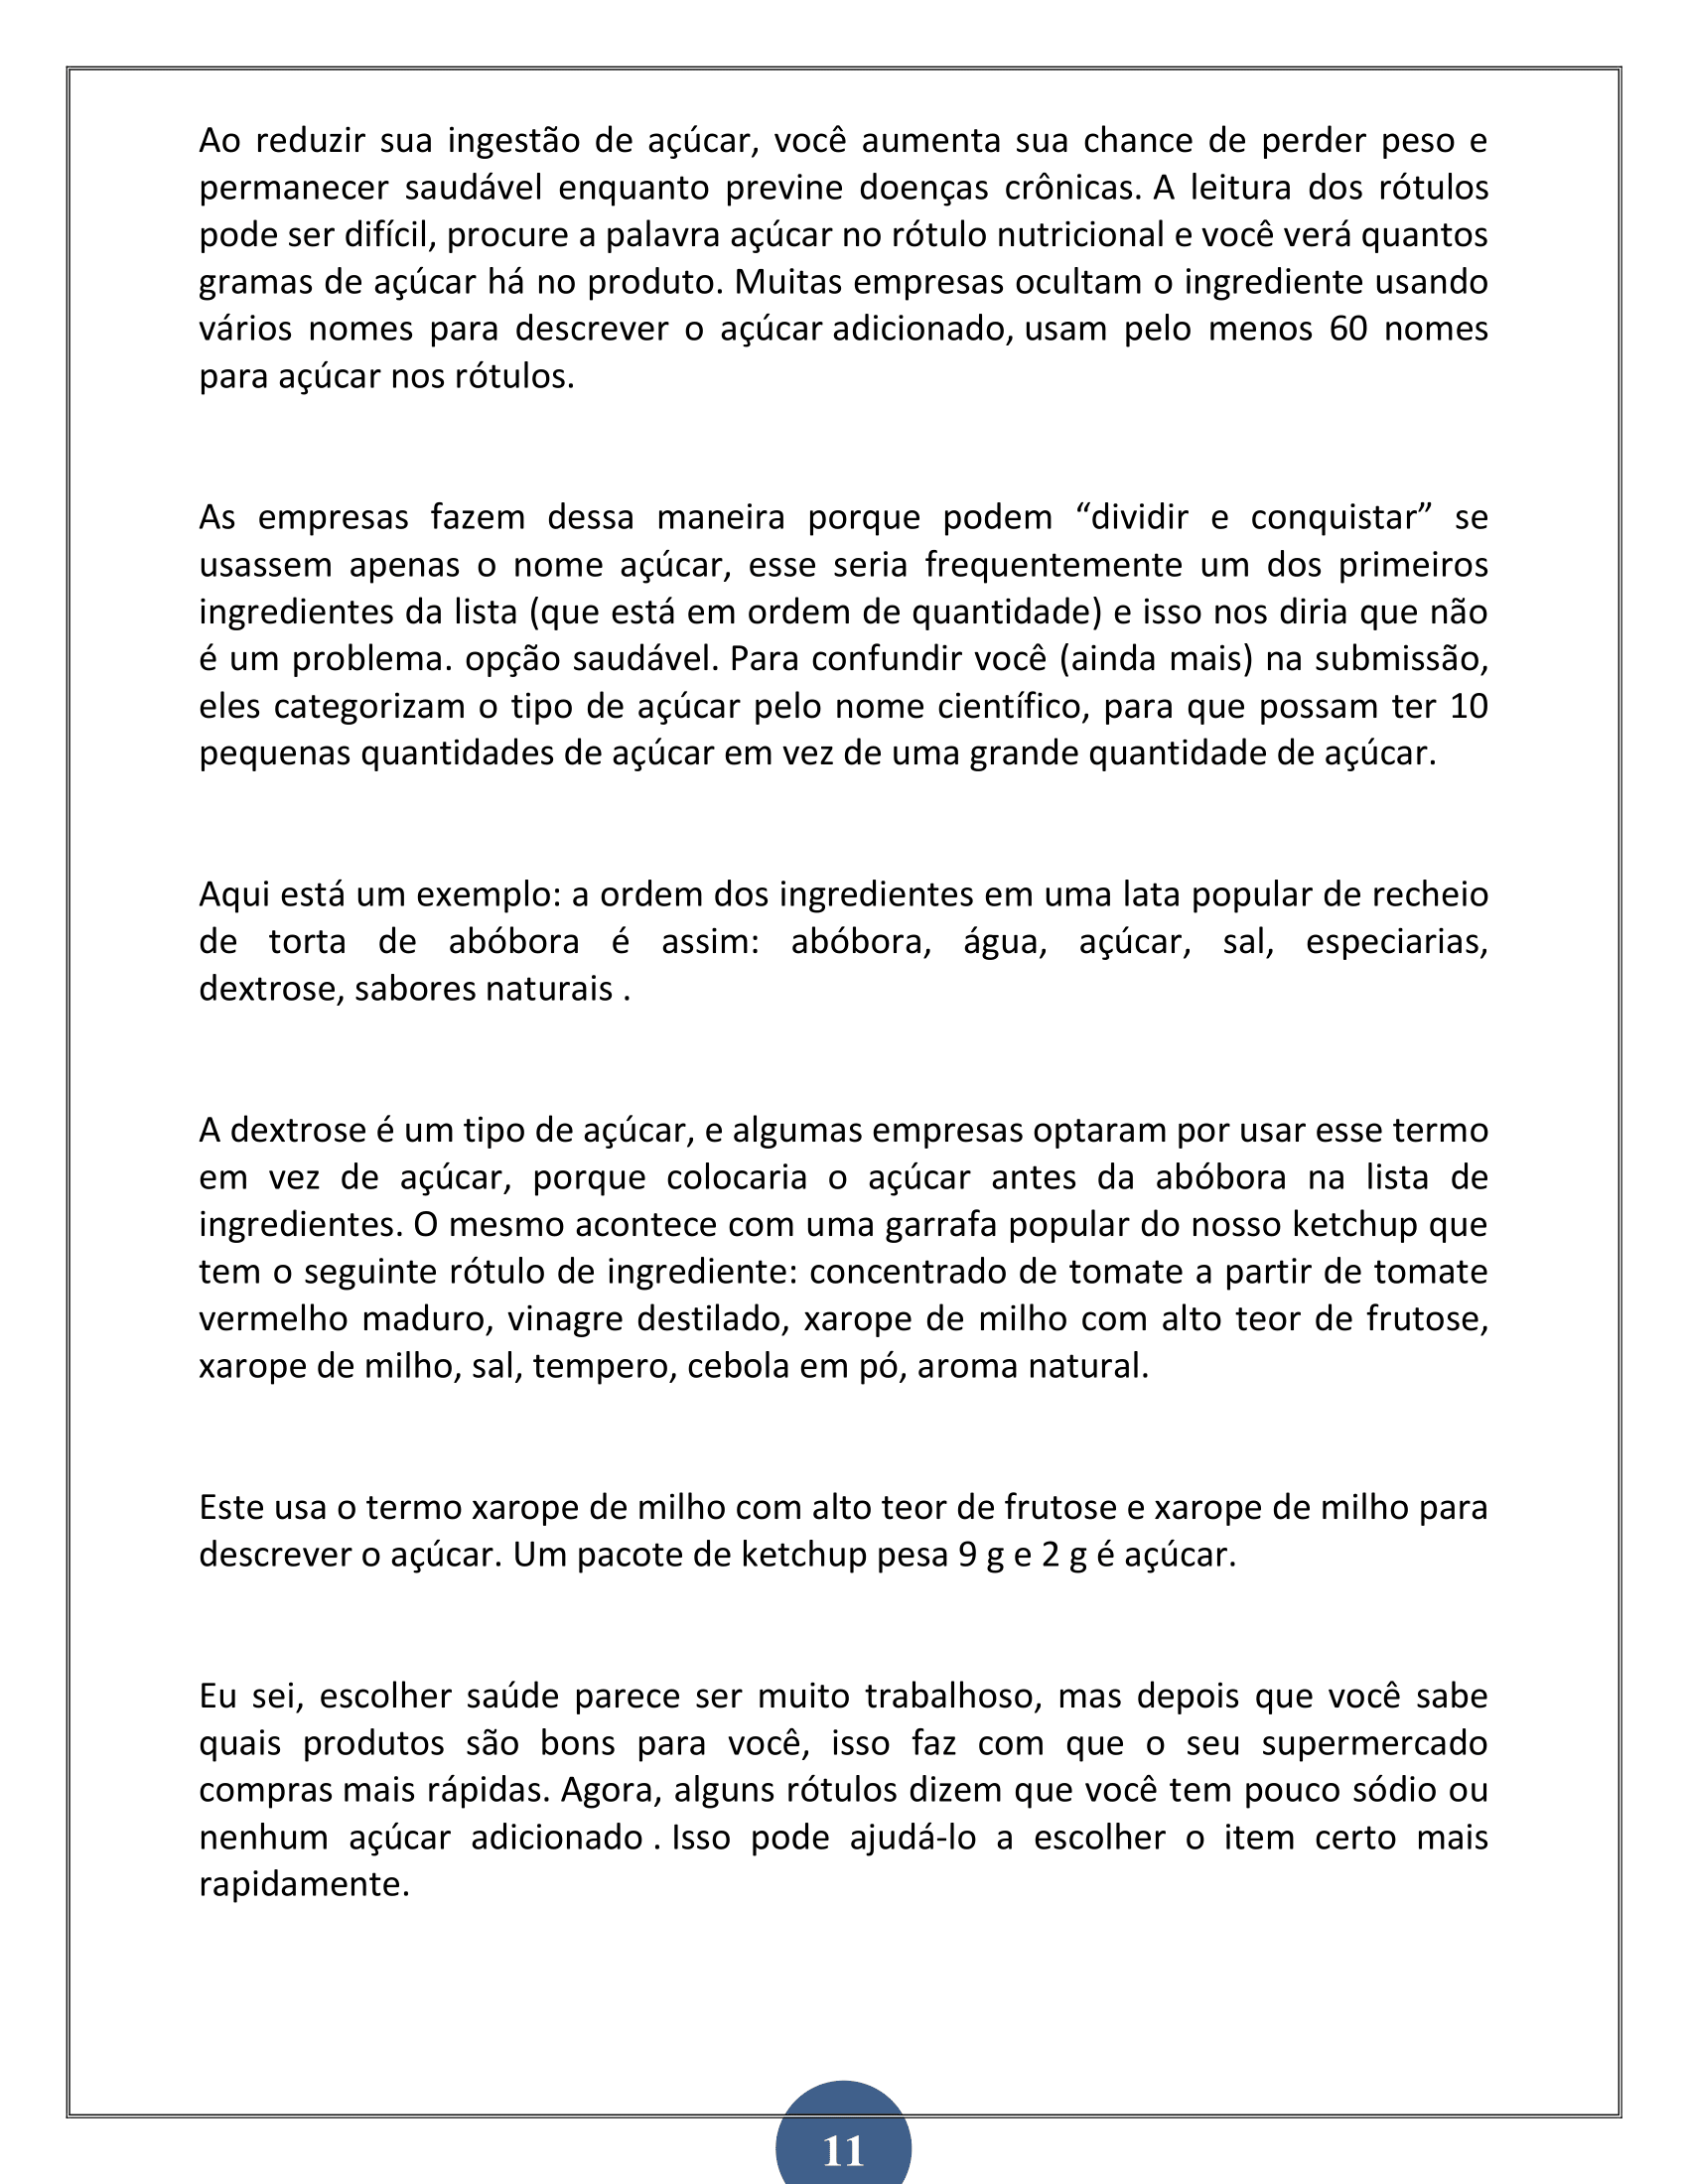 Ao reduzir sua ingestão de açúcar, você aumenta sua chance de perder peso e
permanecer saudável enquanto previne doenças crônicas. A leitura dos rótulos
pode ser difícil, procure a palavra açúcar no rótulo nutricional e você verá quantos
gramas de açúcar há no produto. Muitas empresas ocultam o ingrediente usando
vários nomes para descrever o açúcar adicionado, usam pelo menos 60 nomes
para açúcar nos rótulos.
As empresas fazem dessa maneira porque podem “dividir e conquistar” se
usassem apenas o nome açúcar, esse seria frequentemente um dos primeiros
ingredientes da lista (que está em ordem de quantidade) e isso nos diria que não
é um problema. opção saudável. Para confundir você (ainda mais) na submissão,
eles categorizam o tipo de açúcar pelo nome científico, para que possam ter 10
pequenas quantidades de açúcar em vez de uma grande quantidade de açúcar.
Aqui está um exemplo: a ordem dos ingredientes em uma lata popular de recheio
de torta de abóbora é assim: abóbora, água, açúcar, sal, especiarias,
dextrose, sabores naturais .
A dextrose é um tipo de açúcar, e algumas empresas optaram por usar esse termo
em vez de açúcar, porque colocaria o açúcar antes da abóbora na lista de
ingredientes. O mesmo acontece com uma garrafa popular do nosso ketchup que
tem o seguinte rótulo de ingrediente: concentrado de tomate a partir de tomate
vermelho maduro, vinagre destilado, xarope de milho com alto teor de frutose,
xarope de milho, sal, tempero, cebola em pó, aroma natural.
Este usa o termo xarope de milho com alto teor de frutose e xarope de milho para
descrever o açúcar. Um pacote de ketchup pesa 9 g e 2 g é açúcar.
Eu sei, escolher saúde parece ser muito trabalhoso, mas depois que você sabe
quais produtos são bons para você, isso faz com que o seu supermercado
compras mais rápidas. Agora, alguns rótulos dizem que você tem pouco sódio ou
nenhum açúcar adicionado . Isso pode ajudá-lo a escolher o item certo mais
rapidamente.
11